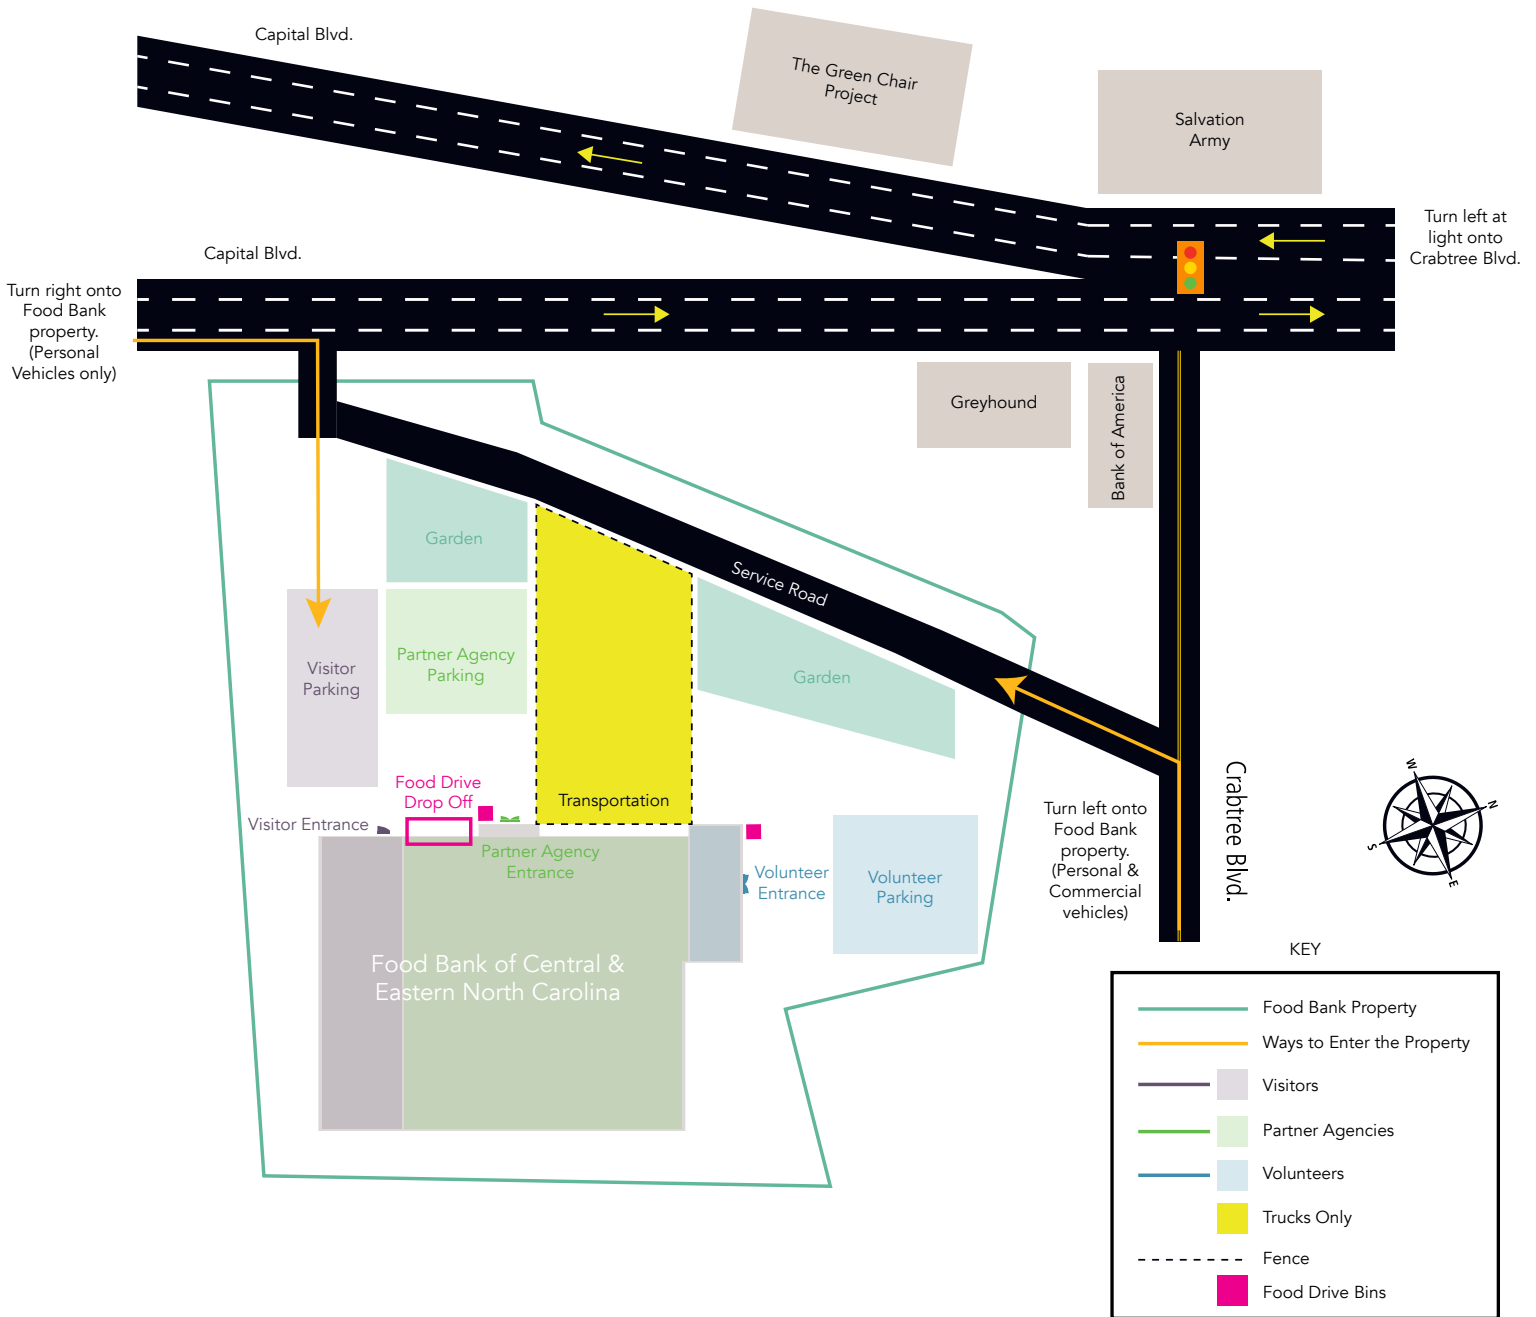 Capital Blvd.
The Green Chair
Project
Salvation
Army
Turn left at
light onto
Crabtree Blvd.
Capital Blvd.
Turn right onto
Food Bank
property.
(Personal
Vehicles only)
Greyhound
Bank of America
Garden
Service Road
Partner Agency
Parking
Visitor
Parking
Garden
Food Drive
Drop Off
Transportation
Visitor Entrance
Partner Agency
Entrance
Volunteer
Entrance
Volunteer
Parking
Turn left onto
Food Bank
property.
(Personal &
Commercial
vehicles)
Crabtree Blvd.
W
N
S
E
Food Bank of Central &
Eastern North Carolina
KEY
Food Bank Property
Ways to Enter the Property
Visitors
Partner Agencies
Volunteers
Trucks Only
Fence
Food Drive Bins